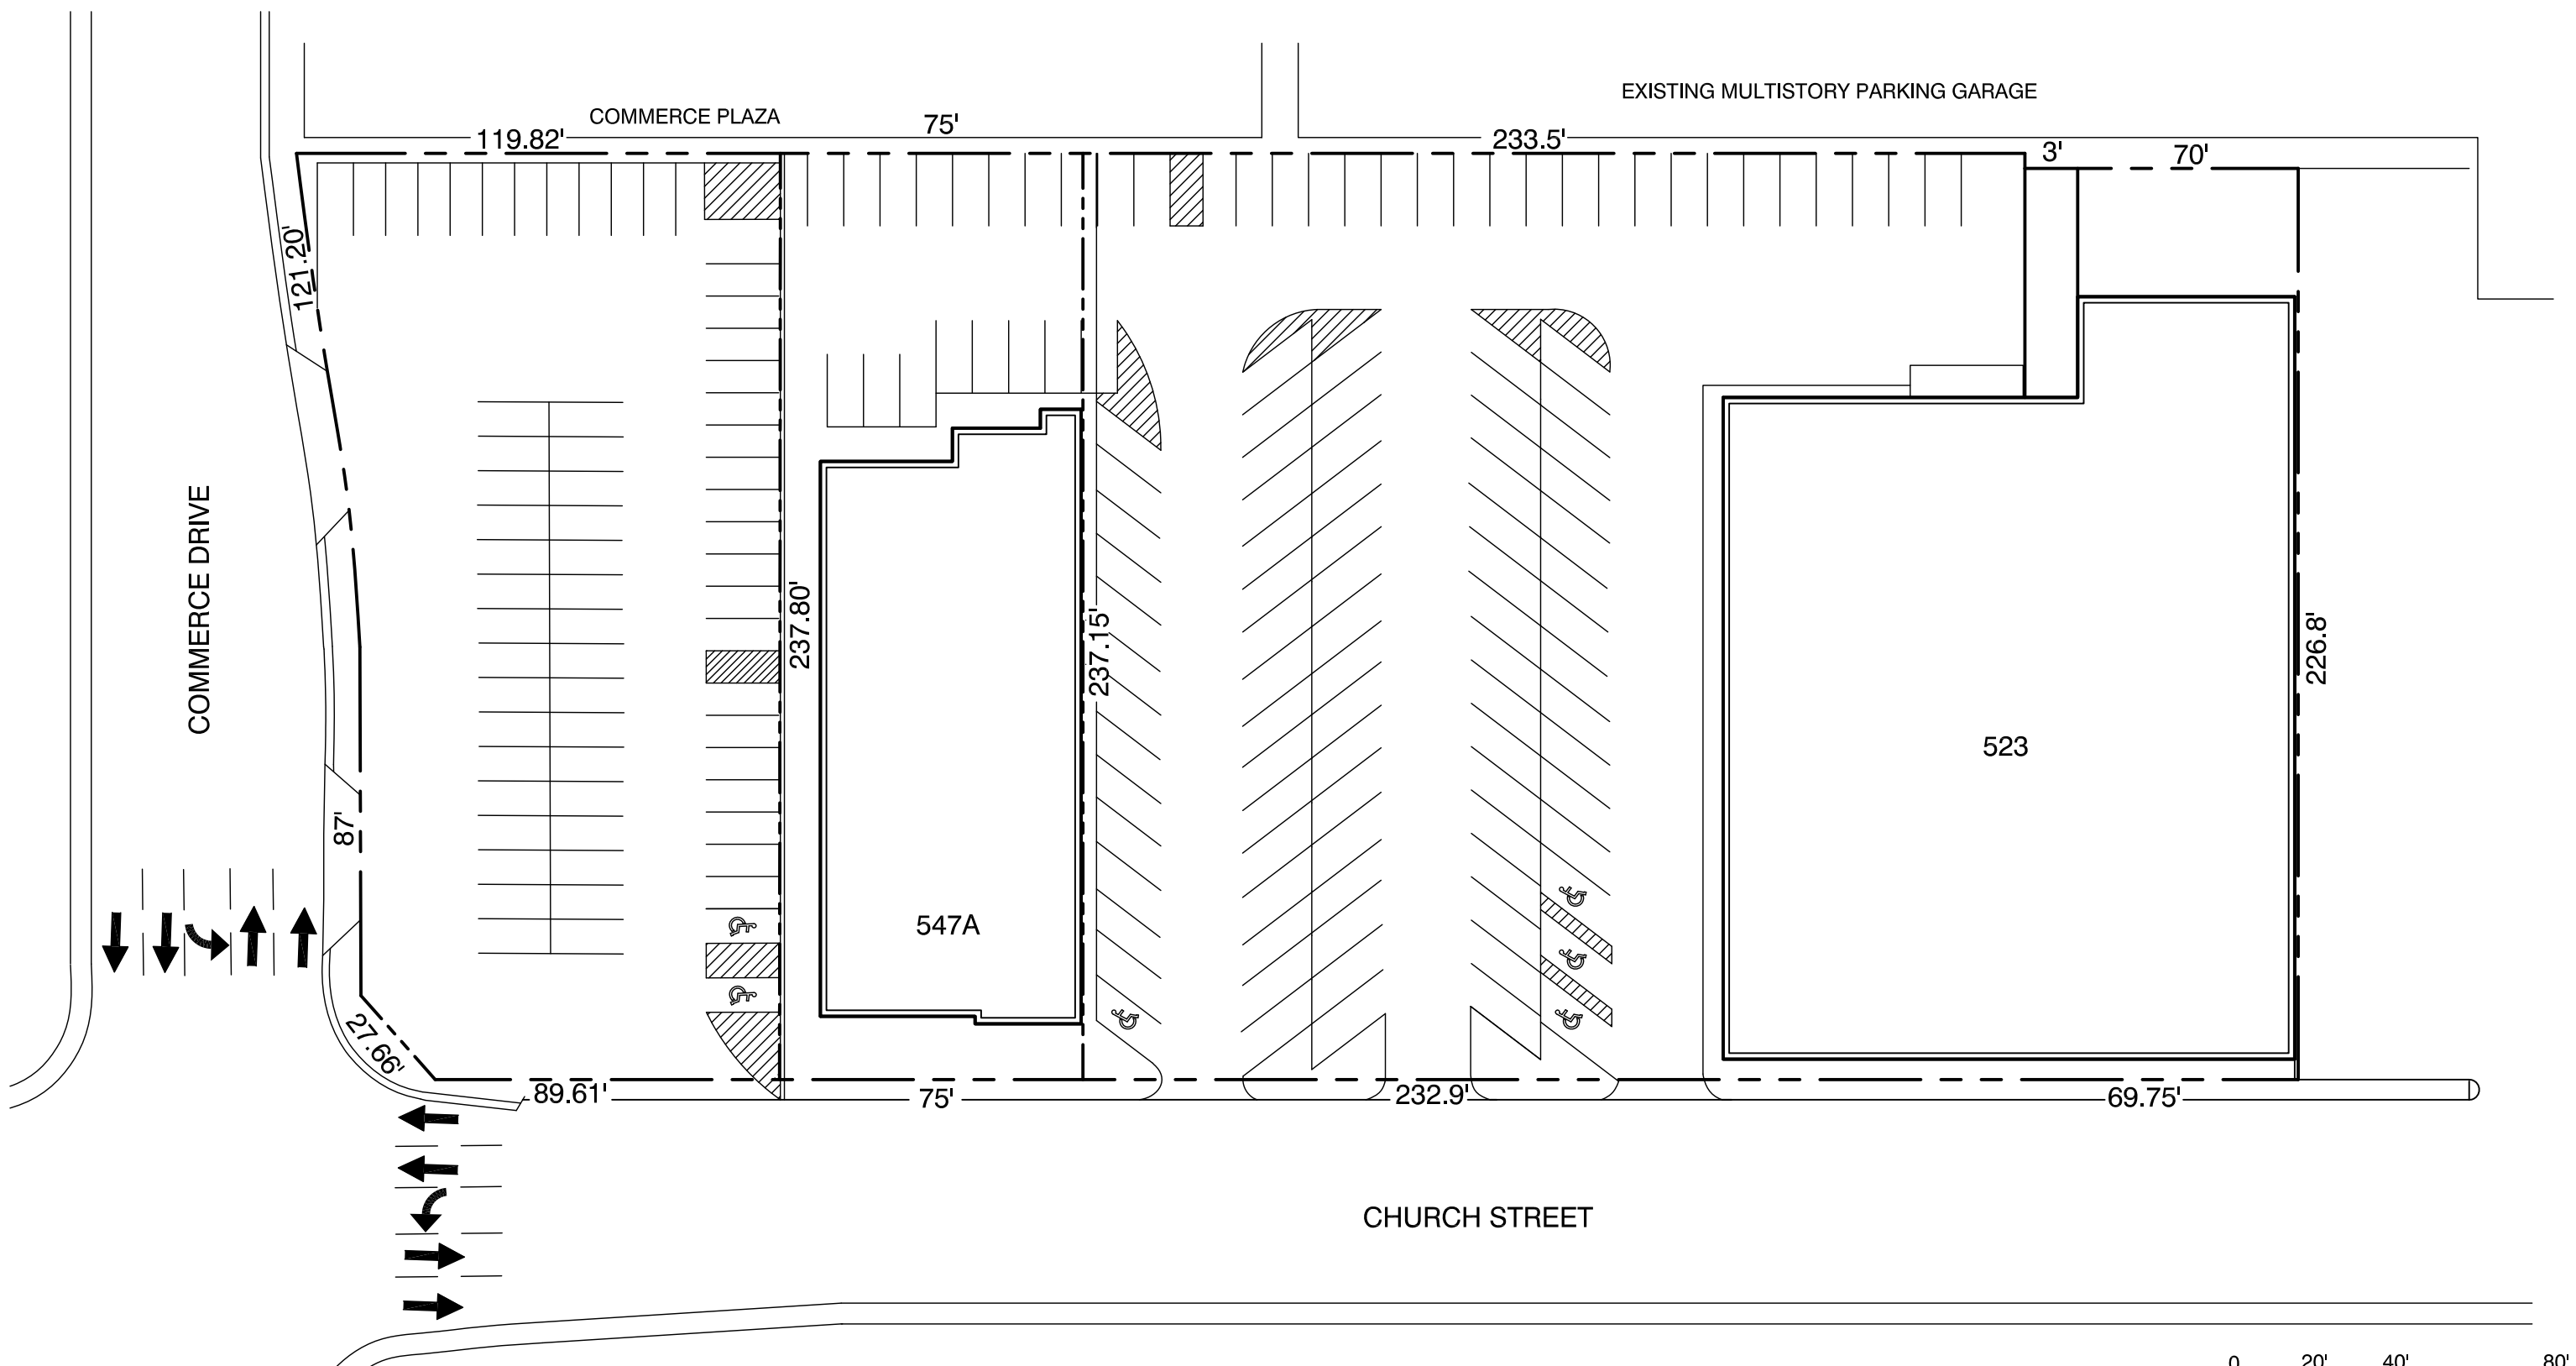 EXISTING MULTISTORY PARKING GARAGE
COMMERCE PLAZA
75'
119.82'
233.5'
3'
70'
121.20'
COMMERCE DRIVE
237.80'
237.15'
226.8'
523
87'
547A
27.66'
89.61'
75'
232.9'
69.75'
CHURCH STREET
0 20' 40' 80'